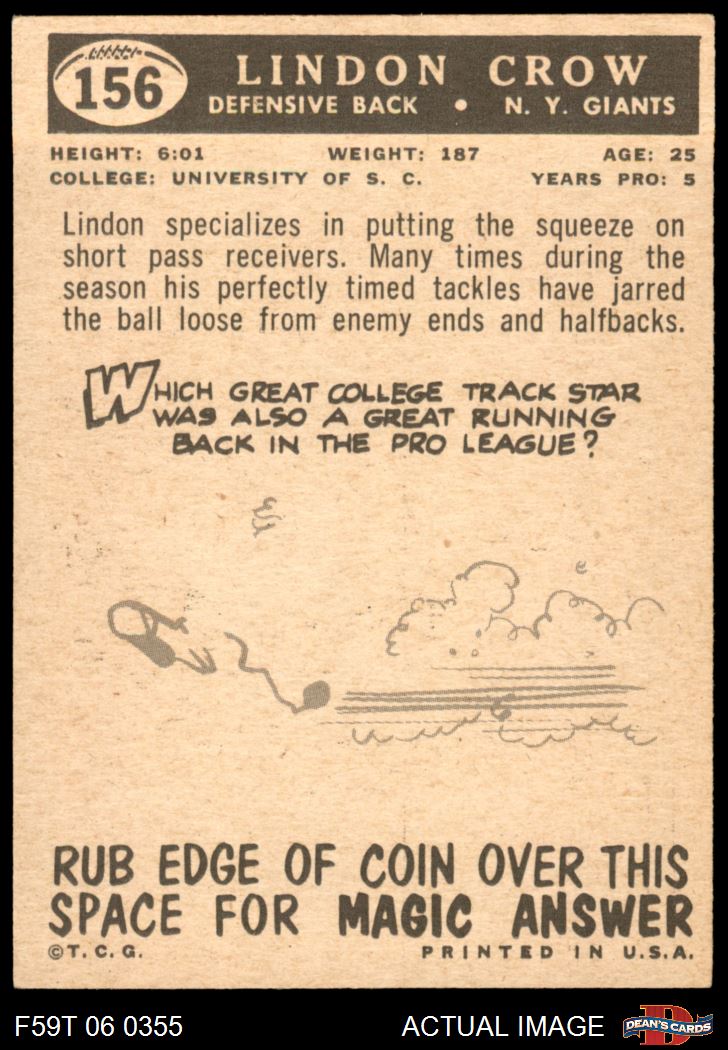 156
LINDON CROW
DEFENSIVE BACK • N. Y. GIANTS
HEIGHT: 6:01 WEIGHT: 187 AGE: 25
COLLEGE: UNIVERSITY OF S. C. YEARS PRO: 5
Lindon specializes in putting the squeeze on
short pass receivers. Many times during the
season his perfectly timed tackles have jarred
the ball loose from enemy ends and halfbacks.
WHICH GREAT COLLEGE TRACK STAR
WAS ALSO A GREAT RUNNING
BACK IN THE PRO LEAGUE?
RUB EDGE OF COIN OVER THIS
SPACE FOR MAGIC ANSWER
©T. C. G. PRINTED IN U.S.A.
F59T 06 0355 ACTUAL IMAGE D DEAN'S CARDS